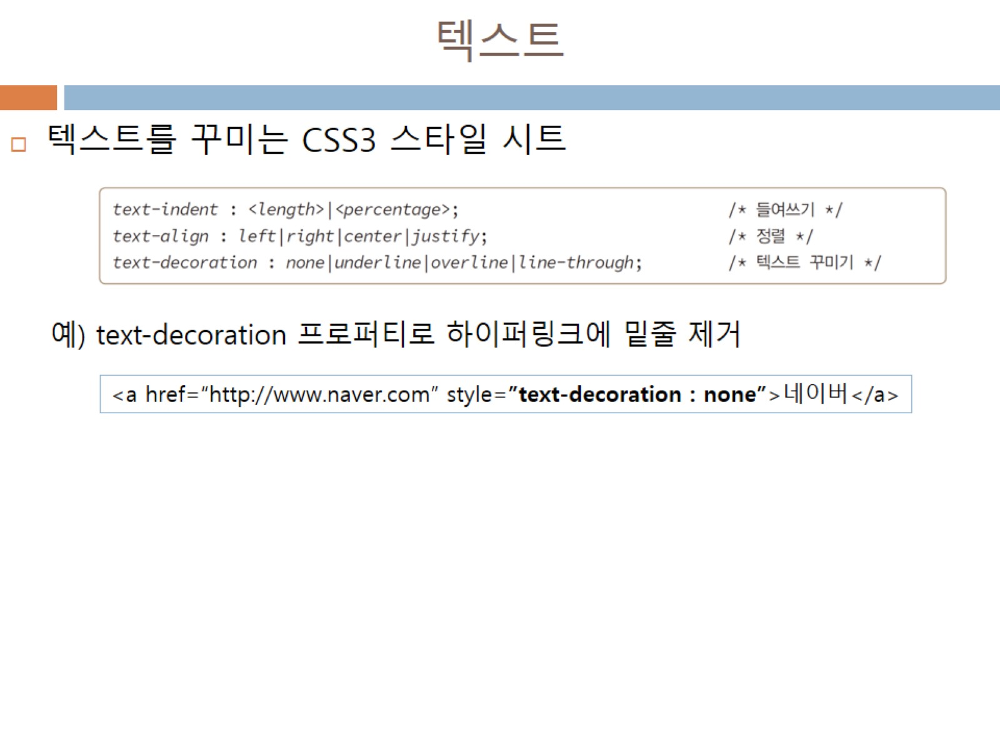 텍스트
텍스트를 꾸미는 CSS3 스타일 시트
text-indent : <length>|<percentage>; /* 들여쓰기 */
text-align : left|right|center|justify; /* 정렬 */
text-decoration : none|underline|overline|line-through; /* 텍스트 꾸미기 */
예) text-decoration 프로퍼티로 하이퍼링크에 밑줄 제거
<a href=“http://www.naver.com” style=”text-decoration : none”>네이버</a>